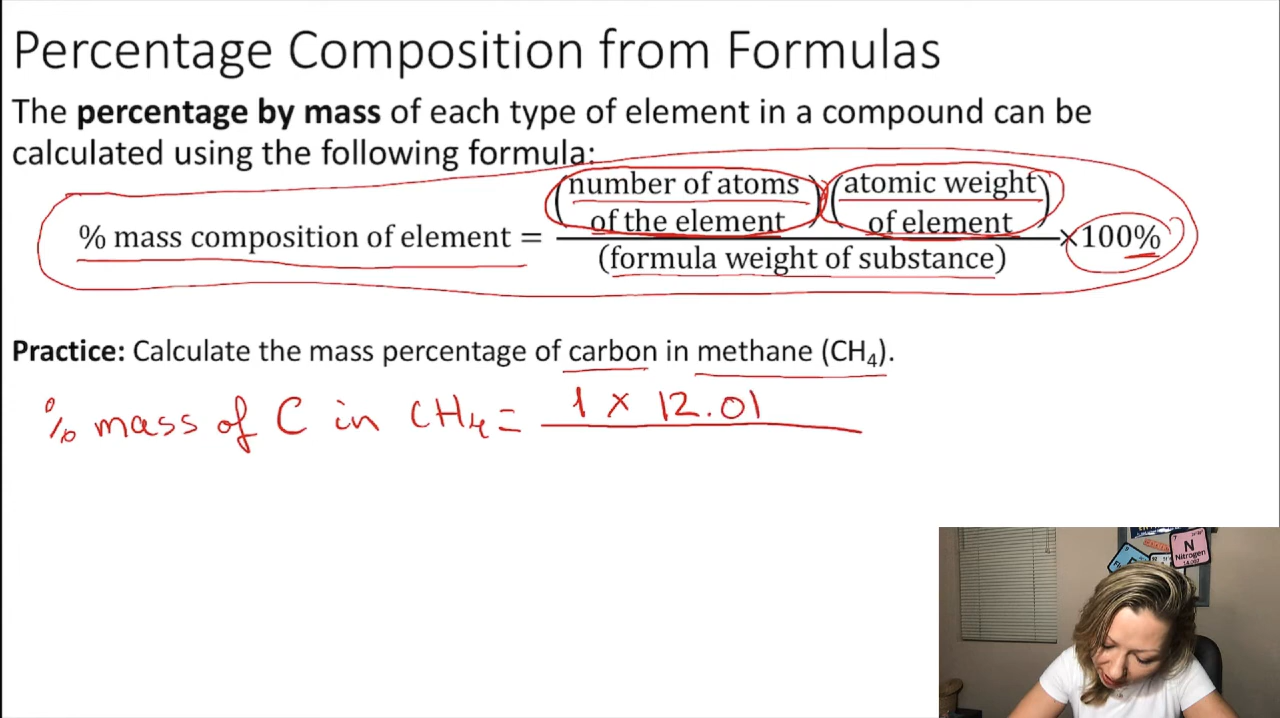 Percentage Composition from Formulas
The percentage by mass of each type of element in a compound can be
calculated using the following formula:
% mass composition of element = (number of atoms of the element)(atomic weight of element) / (formula weight of substance) × 100%
Practice: Calculate the mass percentage of carbon in methane (CH₄).
% mass of C in CH₄ = 1 × 12.01
N
Nitrogen